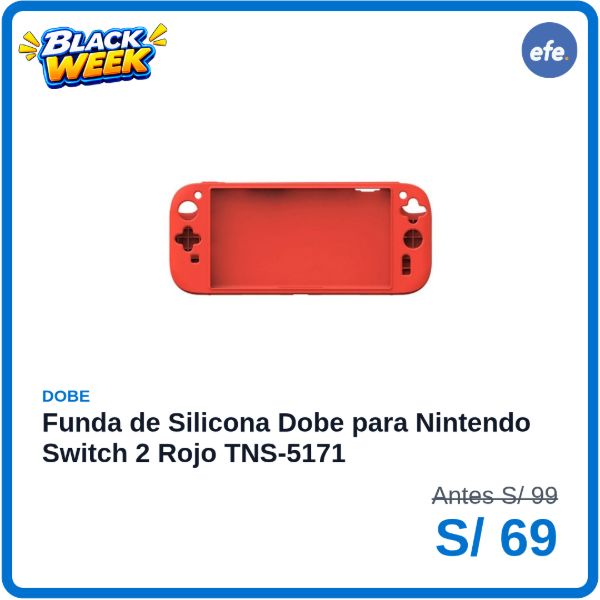 BLACK
WEEK
efe.
DOBE
Funda de Silicona Dobe para Nintendo
Switch 2 Rojo TNS-5171
Antes S/ 99
S/ 69